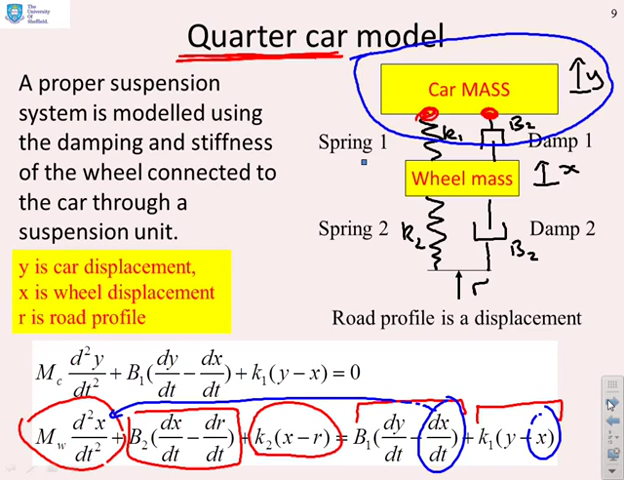 The
University
Of
Sheffield.
9
Quarter car model
A proper suspension
system is modelled using
the damping and stiffness
of the wheel connected to
the car through a
suspension unit.
y is car displacement,
x is wheel displacement
r is road profile
Car MASS
y
k₁
B₂
Spring 1
Damp 1
Wheel mass
x
Spring 2
k₂
B₂
Damp 2
r
Road profile is a displacement
M_c d²y/dt² + B₁(dy/dt − dx/dt) + k₁(y − x) = 0
M_w d²x/dt² + B₂(dx/dt − dr/dt) + k₂(x − r) = B₁(dy/dt − dx/dt) + k₁(y − x)